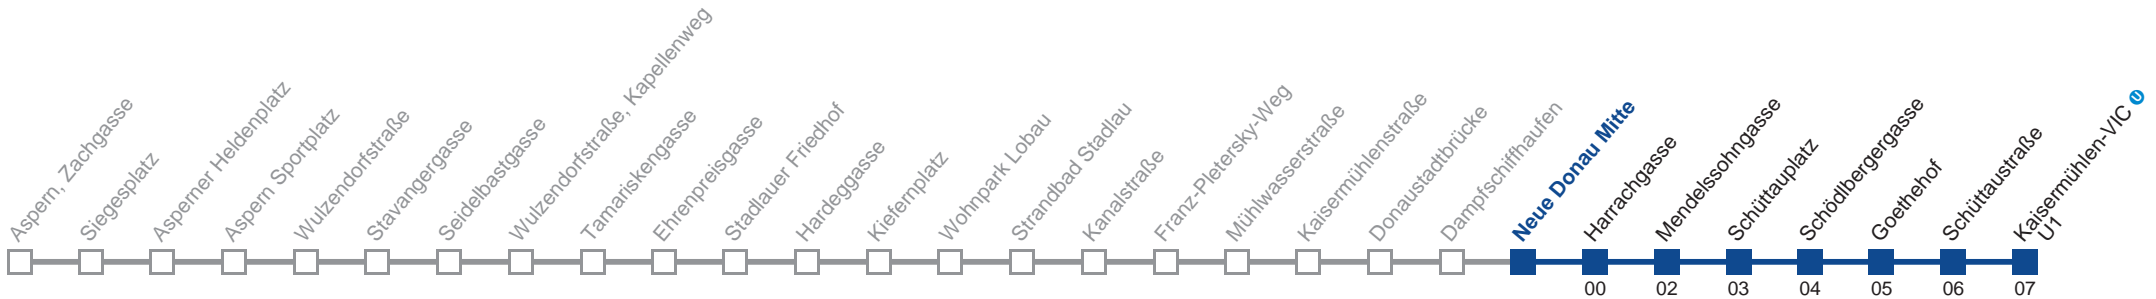 Aspern, Zachgasse
Siegesplatz
Asperner Heldenplatz
Aspern Sportplatz
Wulzendorfstraße
Stavangergasse
Seidelbastgasse
Wulzendorfstraße, Kapellenweg
Tamariskengasse
Ehrenpreisgasse
Stadlauer Friedhof
Hardeggasse
Kiefernplatz
Wohnpark Lobau
Strandbad Stadlau
Kanalstraße
Franz-Pletersky-Weg
Mühlwasserstraße
Kaisermühlenstraße
Donaustadtbrücke
Dampfschiffhaufen
Neue Donau Mitte
Harrachgasse
Mendelssohngasse
Schüttauplatz
Schödlbergergasse
Goethehof
Schüttaustraße
Kaisermühlen-VIC U
U1
00 02 03 04 05 06 07